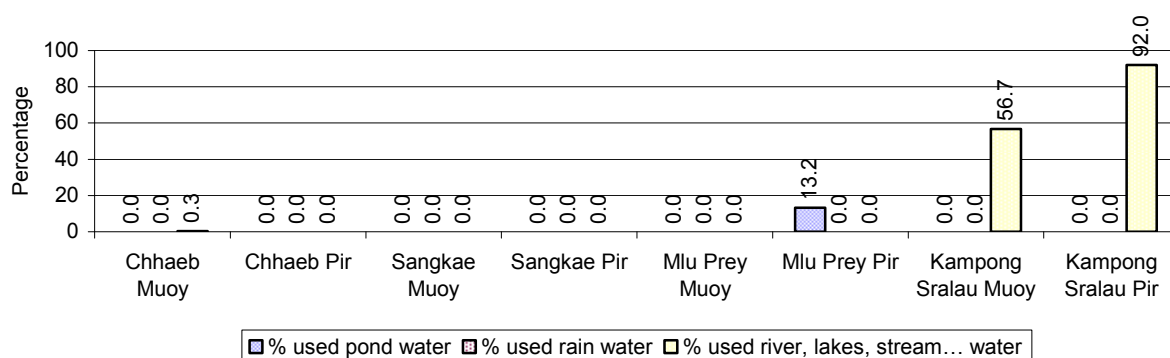 Percentage
100
80
60
40
20
0
0.0 0.0 0.3 0.0 0.0 0.0 0.0 0.0 0.0 0.0 0.0 0.0 0.0 0.0 0.0 13.2 0.0 0.0 0.0 0.0 56.7 0.0 0.0 92.0
Chhaeb Muoy
Chhaeb Pir
Sangkae Muoy
Sangkae Pir
Mlu Prey Muoy
Mlu Prey Pir
Kampong Sralau Muoy
Kampong Sralau Pir
% used pond water % used rain water % used river, lakes, stream... water